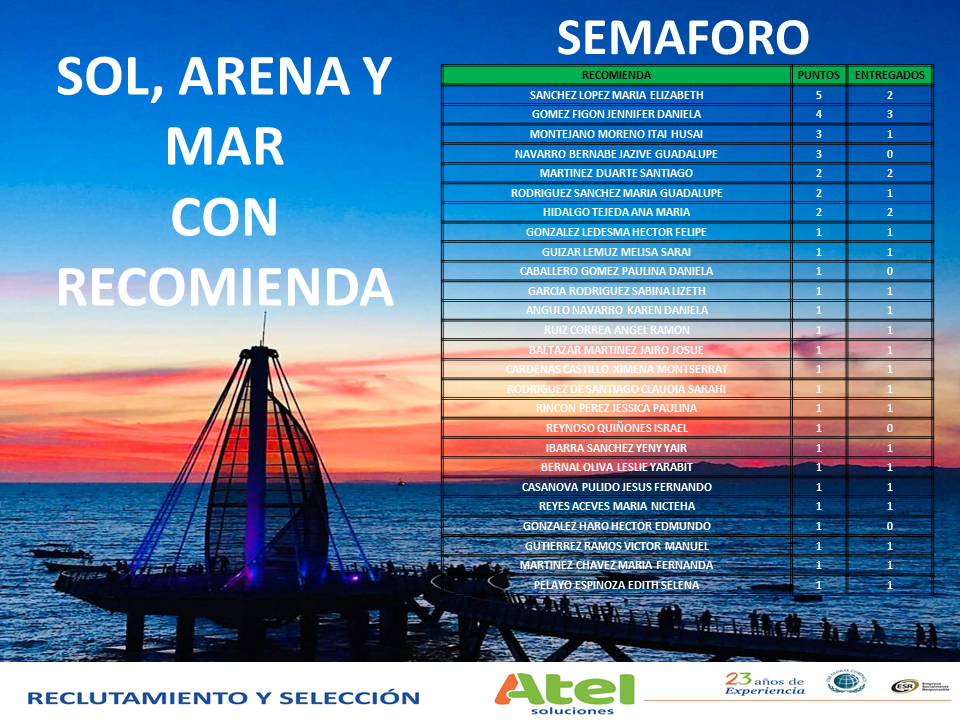 SOL, ARENA Y
MAR
CON
RECOMIENDA
SEMAFORO
RECOMIENDA PUNTOS ENTREGADOS
SANCHEZ LOPEZ MARIA ELIZABETH 5 2
GOMEZ FIGON JENNIFER DANIELA 4 3
MONTEJANO MORENO ITAI HUSAI 3 1
NAVARRO BERNABE JAZIVE GUADALUPE 3 0
MARTINEZ DUARTE SANTIAGO 2 2
RODRIGUEZ SANCHEZ MARIA GUADALUPE 2 1
HIDALGO TEJEDA ANA MARIA 2 2
GONZALEZ LEDESMA HECTOR FELIPE 1 1
GUIZAR LEMUZ MELISA SARAI 1 1
CABALLERO GOMEZ PAULINA DANIELA 1 0
GARCIA RODRIGUEZ SABINA LIZETH 1 1
ANGULO NAVARRO KAREN DANIELA 1 1
RUIZ CORREA ANGEL RAMON 1 1
BALTAZAR MARTINEZ JAIRO JOSUE 1 1
CARDENAS CASTILLO XIMENA MONTSERRAT 1 1
RODRIGUEZ DE SANTIAGO CLAUDIA SARAHI 1 1
RINCON PEREZ JESSICA PAULINA 1 1
REYNOSO QUIÑONES ISRAEL 1 0
IBARRA SANCHEZ YENY YAIR 1 1
BERNAL OLIVA LESLIE YARABIT 1 1
CASANOVA PULIDO JESUS FERNANDO 1 1
REYES ACEVES MARIA NICTEHA 1 1
GONZALEZ HARO HECTOR EDMUNDO 1 0
GUTIERREZ RAMOS VICTOR MANUEL 1 1
MARTINEZ CHAVEZ MARIA FERNANDA 1 1
PELAYO ESPINOZA EDITH SELENA 1 1
RECLUTAMIENTO Y SELECCIÓN
Atel
soluciones
23 años de
Experiencia
ESR
Empresa
Socialmente
Responsable